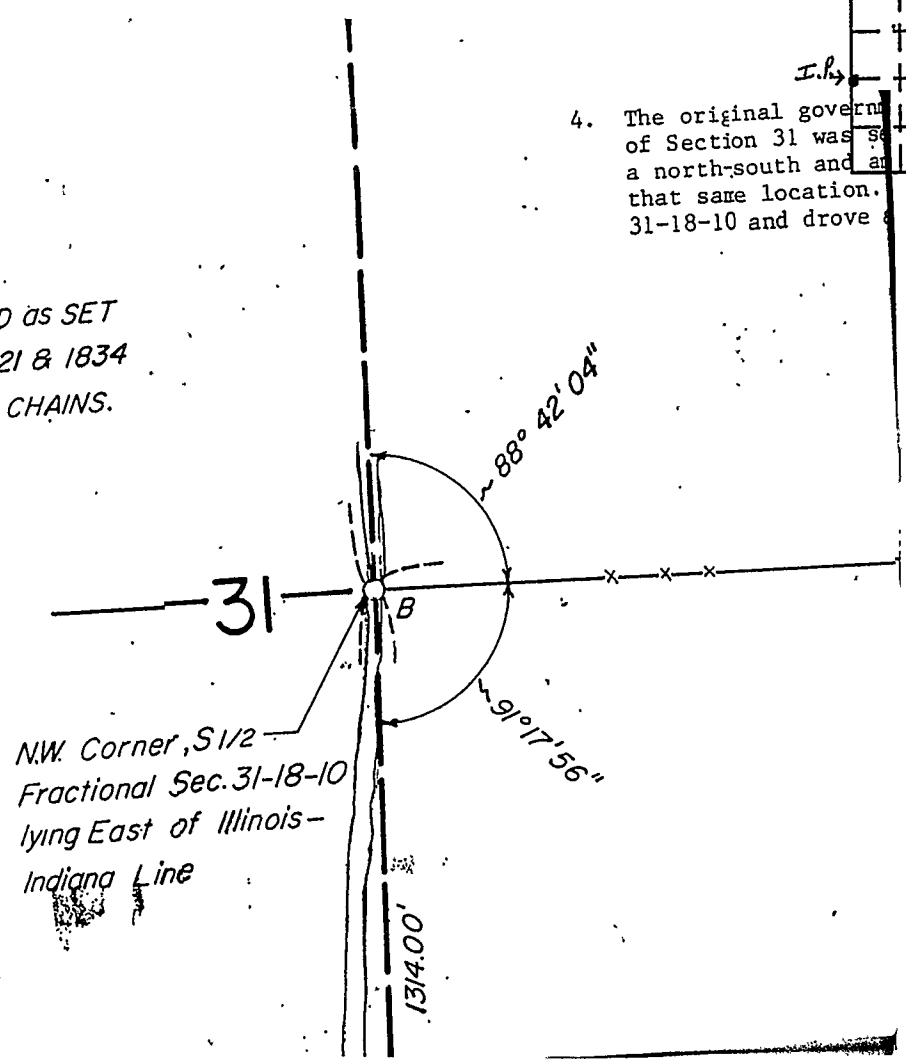 I.P.
4. The original govern
of Section 31 was
a north-south and
that same location.
31-18-10 and drove
D as SET
21 & 1834
CHAINS.
88° 42' 04"
31
B
91° 17' 56"
N.W. Corner, S 1/2
Fractional Sec. 31-18-10
lying East of Illinois-
Indiana Line
1314.00'